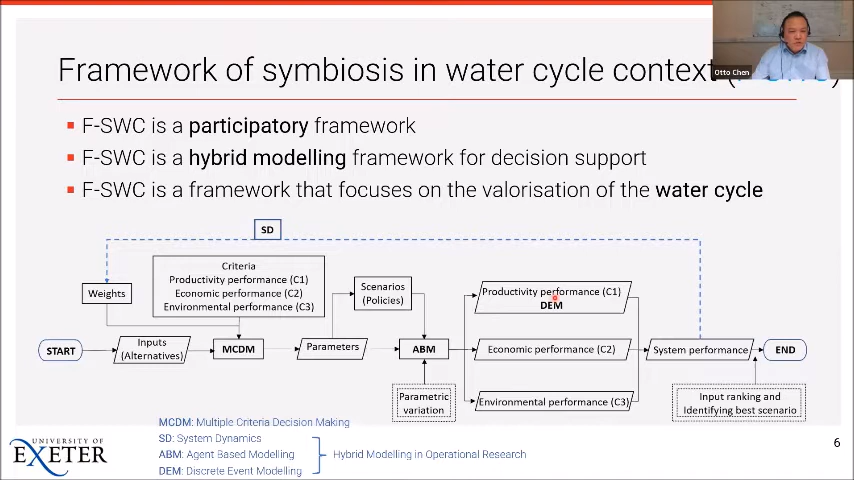 Framework of symbiosis in water cycle context
Otto Chen
F-SWC is a participatory framework
F-SWC is a hybrid modelling framework for decision support
F-SWC is a framework that focuses on the valorisation of the water cycle
SD
Criteria
Productivity performance (C1)
Economic performance (C2)
Environmental performance (C3)
Weights
Scenarios
(Policies)
Productivity performance (C1)
DEM
START
Inputs
(Alternatives)
MCDM
Parameters
ABM
Economic performance (C2)
System performance
END
Parametric
variation
Environmental performance (C3)
Input ranking and
Identifying best scenario
MCDM: Multiple Criteria Decision Making
SD: System Dynamics
ABM: Agent Based Modelling
DEM: Discrete Event Modelling
Hybrid Modelling in Operational Research
UNIVERSITY OF
EXETER
6